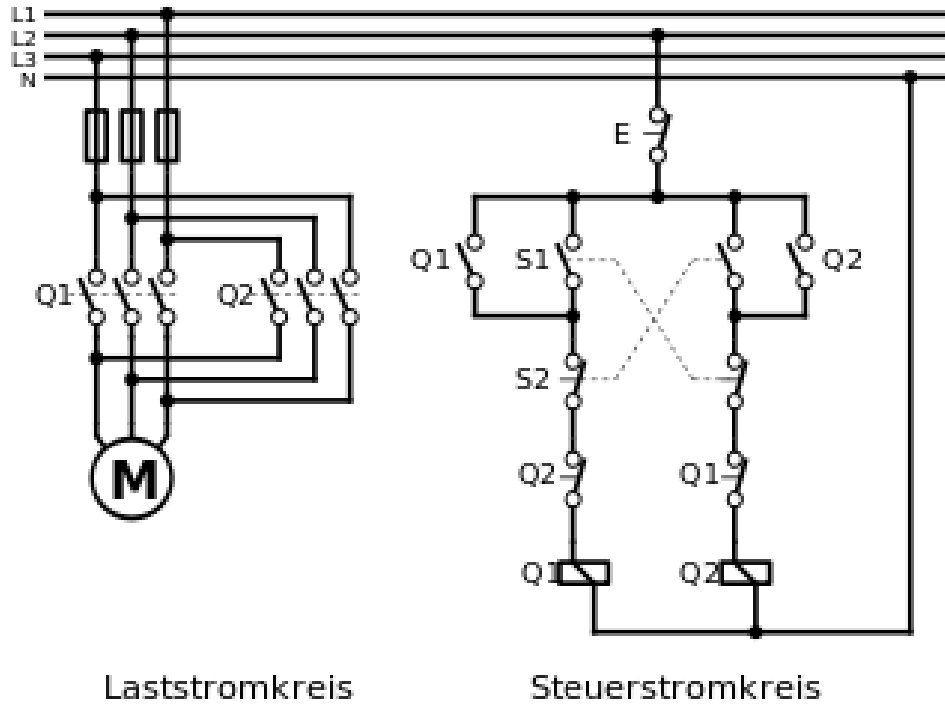 L1
L2
L3
N
E
Q1 S1 Q2
Q1 Q2
S2
Q2 Q1
M
Q1 Q2
Laststromkreis Steuerstromkreis